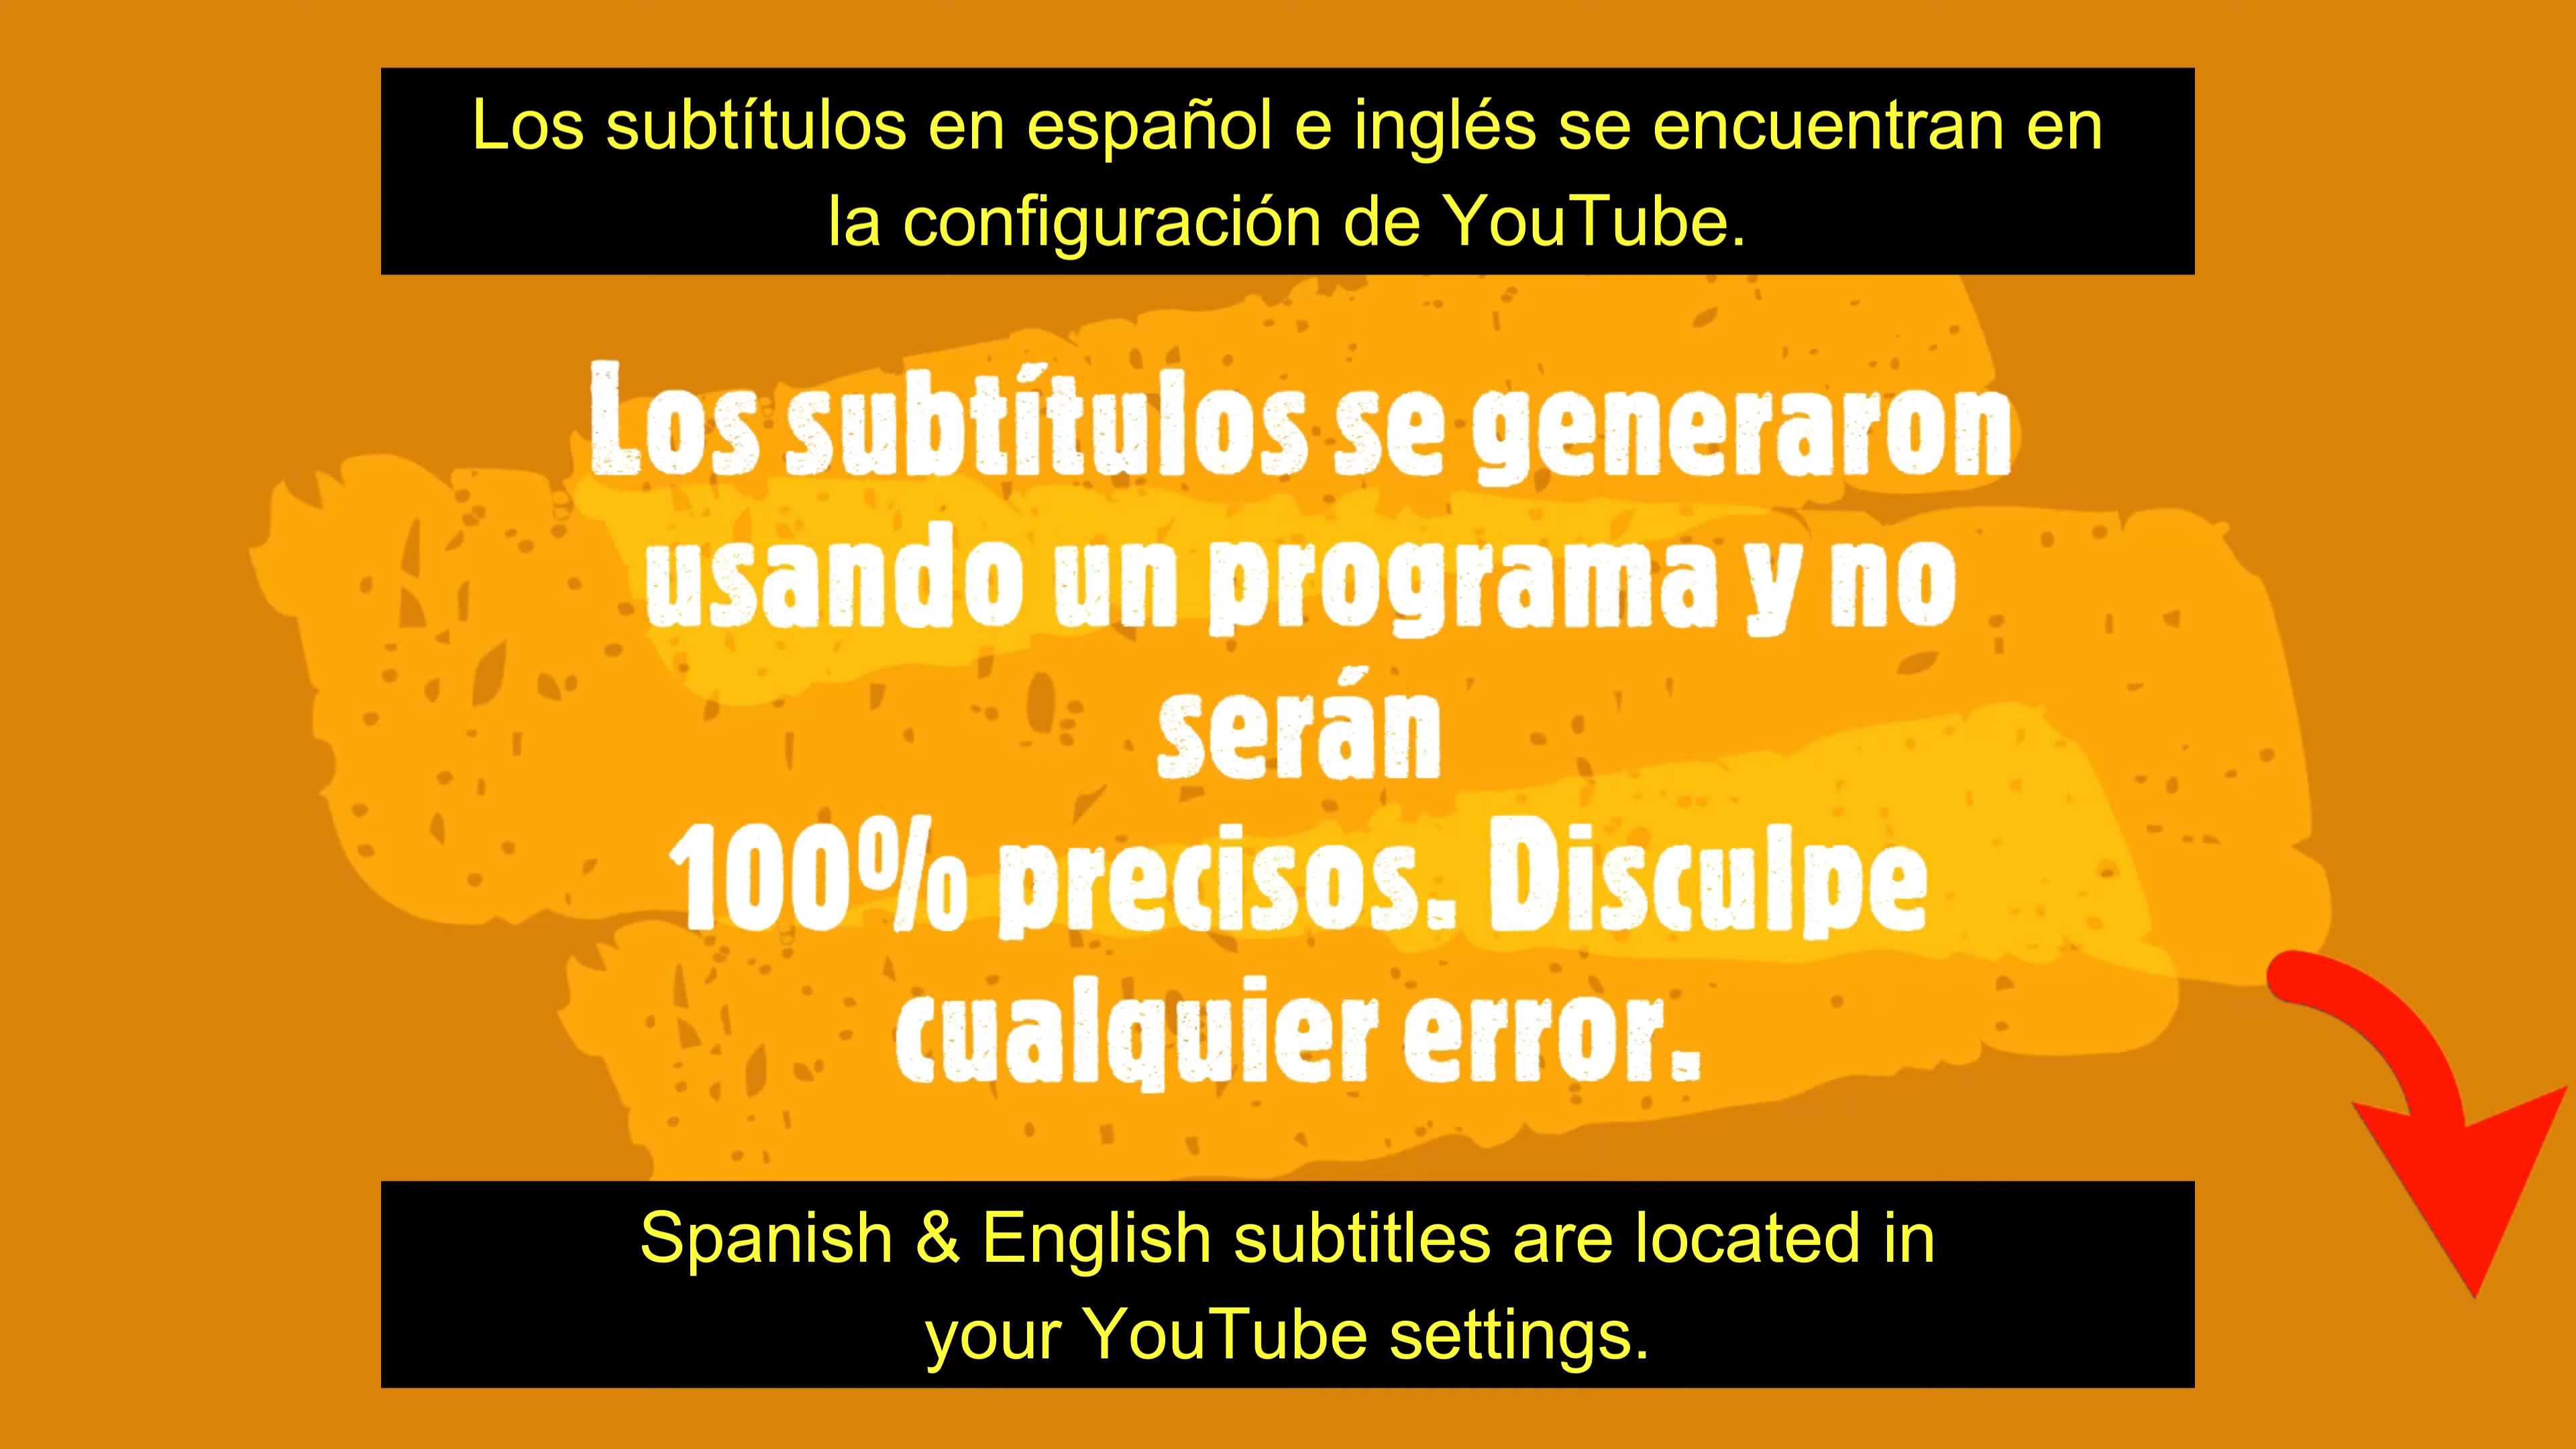 Los subtítulos en español e inglés se encuentran en
la configuración de YouTube.
Los subtítulos se generaron
usando un programa y no
serán
100% precisos. Disculpe
cualquier error.
Spanish & English subtitles are located in
your YouTube settings.